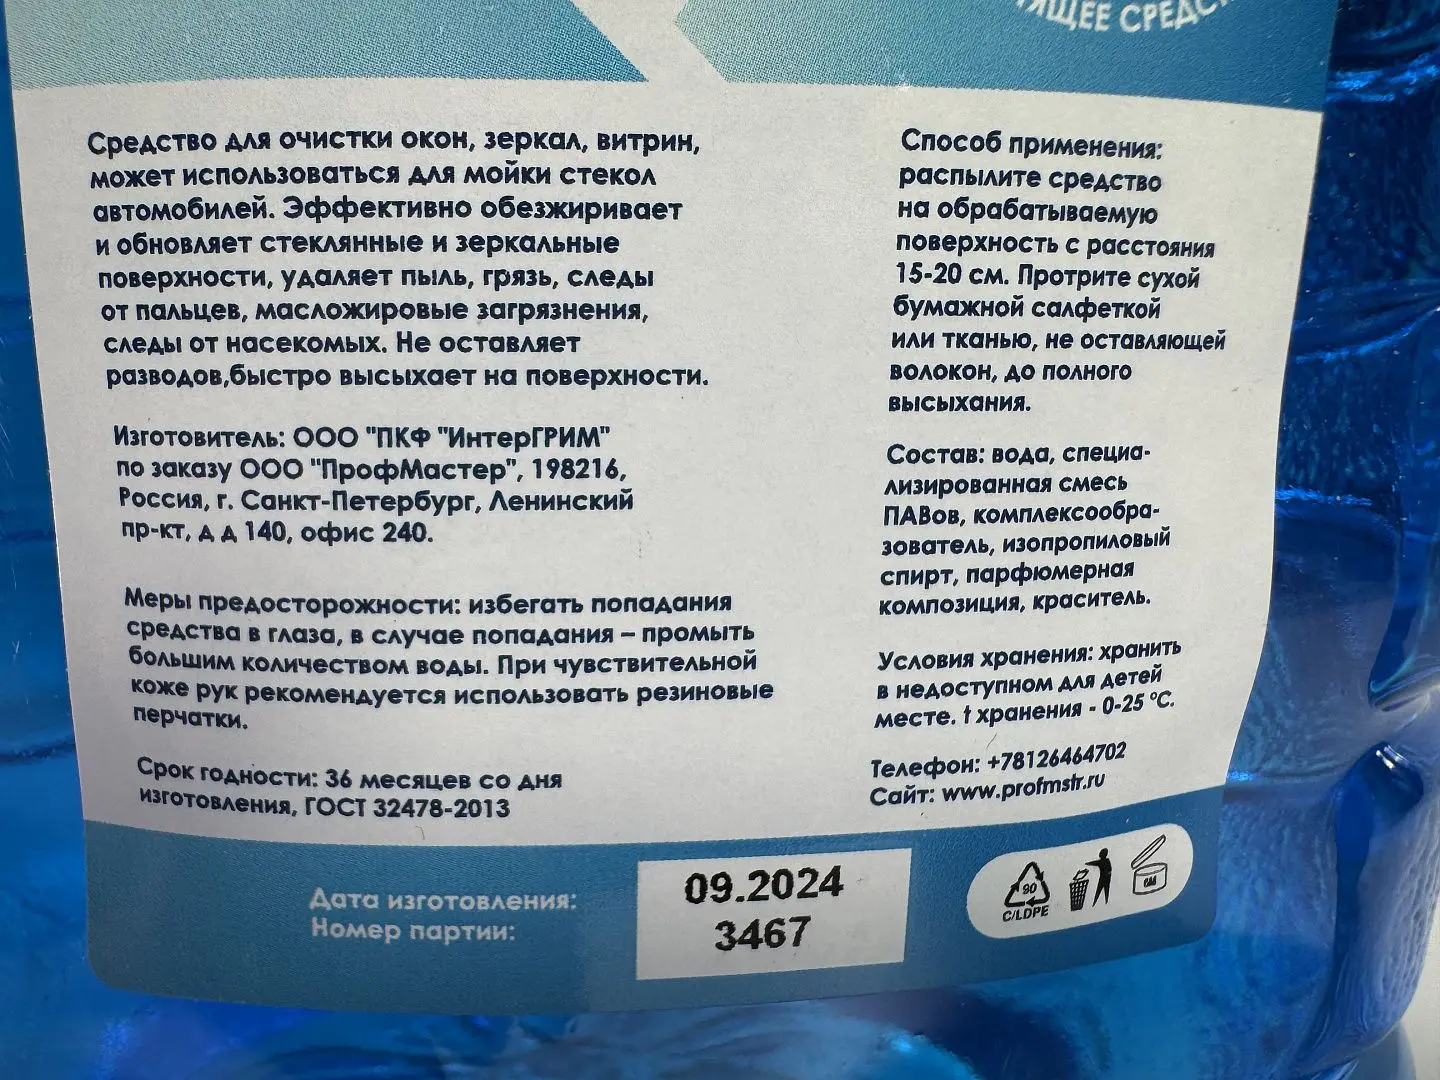 СРЕДС
Средство для очистки окон, зеркал, витрин,
может использоваться для мойки стекол
автомобилей. Эффективно обезжиривает
и обновляет стеклянные и зеркальные
поверхности, удаляет пыль, грязь, следы
от пальцев, масложировые загрязнения,
следы от насекомых. Не оставляет
разводов,быстро высыхает на поверхности.
Изготовитель: ООО "ПКФ "ИнтерГРИМ"
по заказу ООО "ПрофМастер", 198216,
Россия, г. Санкт-Петербург, Ленинский
пр-кт, д д 140, офис 240.
Меры предосторожности: избегать попадания
средства в глаза, в случае попадания – промыть
большим количеством воды. При чувствительной
коже рук рекомендуется использовать резиновые
перчатки.
Срок годности: 36 месяцев со дня
изготовления, ГОСТ 32478-2013
Способ применения:
распылите средство
на обрабатываемую
поверхность с расстояния
15-20 см. Протрите сухой
бумажной салфеткой
или тканью, не оставляющей
волокон, до полного
высыхания.
Состав: вода, специа-
лизированная смесь
ПАВов, комплексообра-
зователь, изопропиловый
спирт, парфюмерная
композиция, краситель.
Условия хранения: хранить
в недоступном для детей
месте. t хранения - 0-25 °С.
Телефон: +78126464702
Сайт: www.profmstr.ru
Дата изготовления: 09.2024
Номер партии: 3467
90
C/LDPE